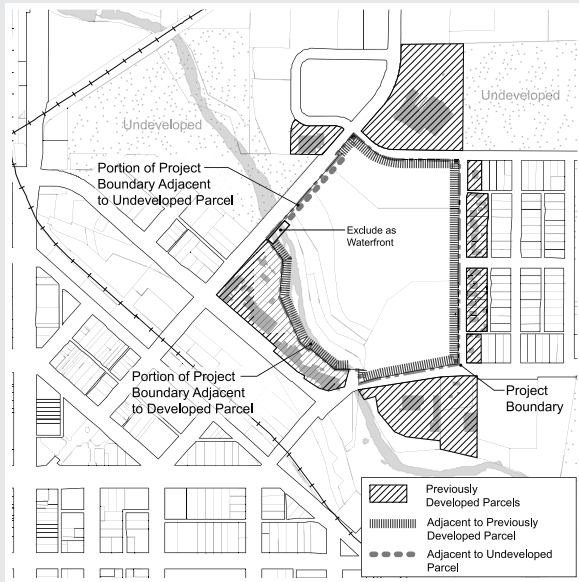 Undeveloped
Undeveloped
Portion of Project
Boundary Adjacent
to Undeveloped Parcel
Exclude as
Waterfront
Portion of Project
Boundary Adjacent
to Developed Parcel
Project
Boundary
Previously
Developed Parcels
Adjacent to Previously
Developed Parcel
Adjacent to Undeveloped
Parcel